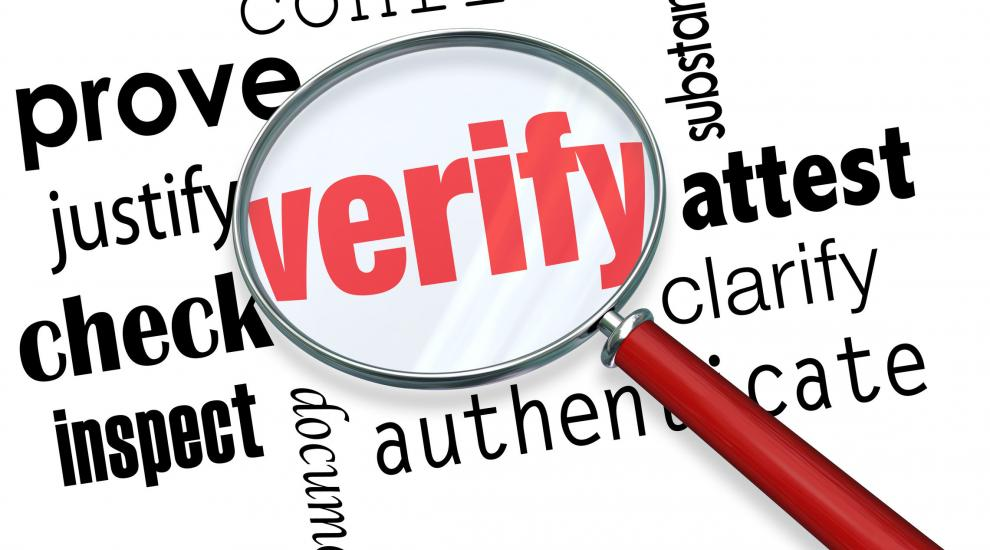 prove
justify
verify
check
inspect
attest
clarify
authenticate